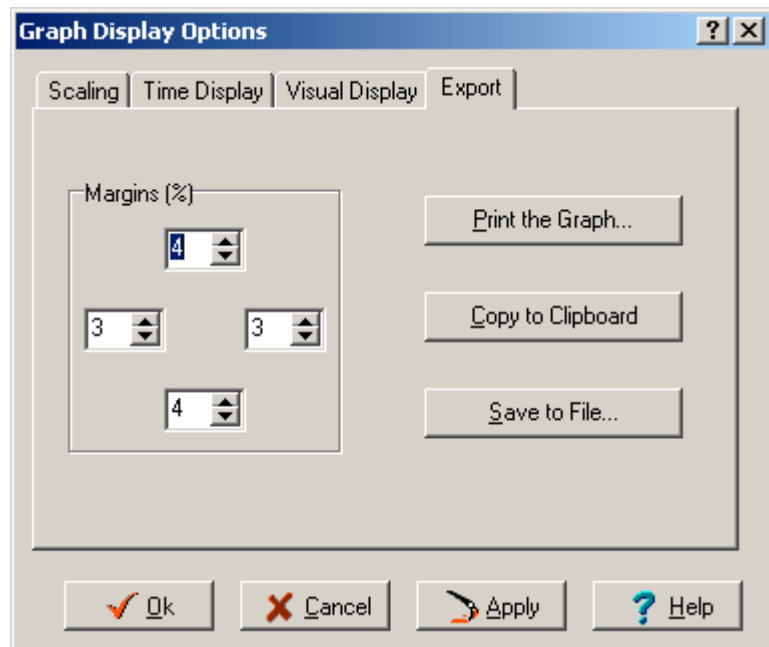 Graph Display Options
Scaling
Time Display
Visual Display
Export
Margins (%)
4
3
3
4
Print the Graph...
Copy to Clipboard
Save to File...
Ok
Cancel
Apply
Help